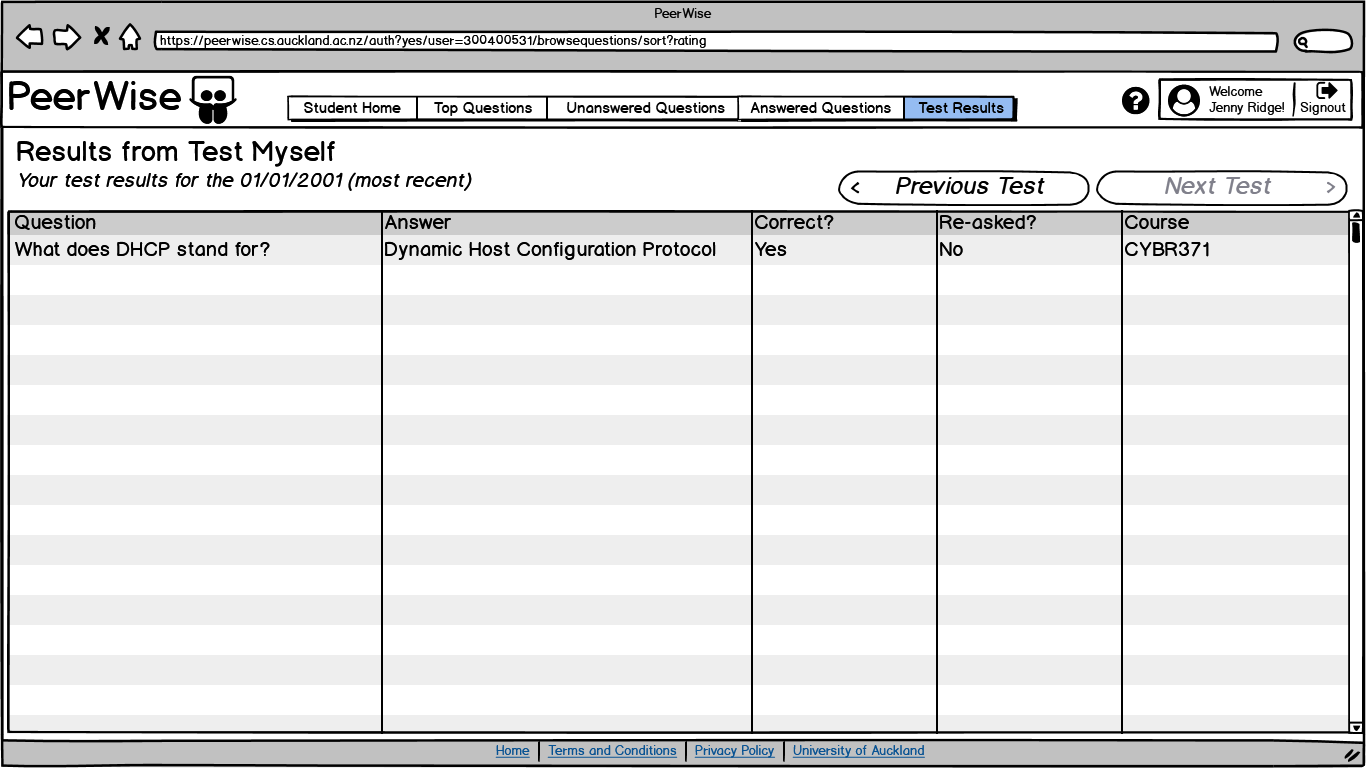 PeerWise
https://peerwise.cs.auckland.ac.nz/auth?yes/user=300400531/browsequestions/sort?rating
PeerWise
Student Home
Top Questions
Unanswered Questions
Answered Questions
Test Results
?
Welcome
Jenny Ridge!
Signout
Results from Test Myself
Your test results for the 01/01/2001 (most recent)
< Previous Test
Next Test >
Question Answer Correct? Re-asked? Course
What does DHCP stand for? Dynamic Host Configuration Protocol Yes No CYBR371
Home Terms and Conditions Privacy Policy University of Auckland